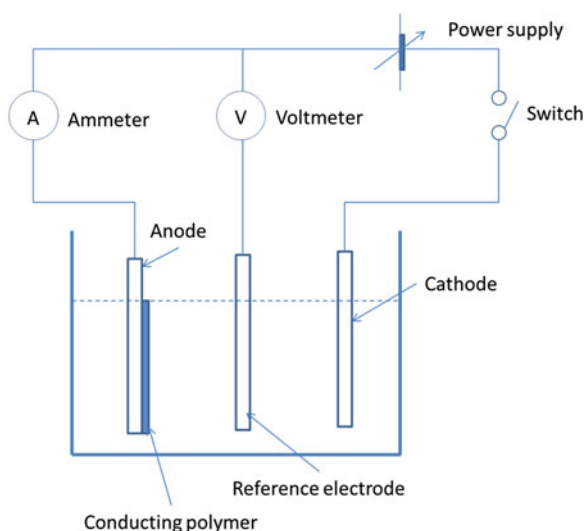 Power supply
A
Ammeter
V
Voltmeter
Switch
Anode
Cathode
Reference electrode
Conducting polymer